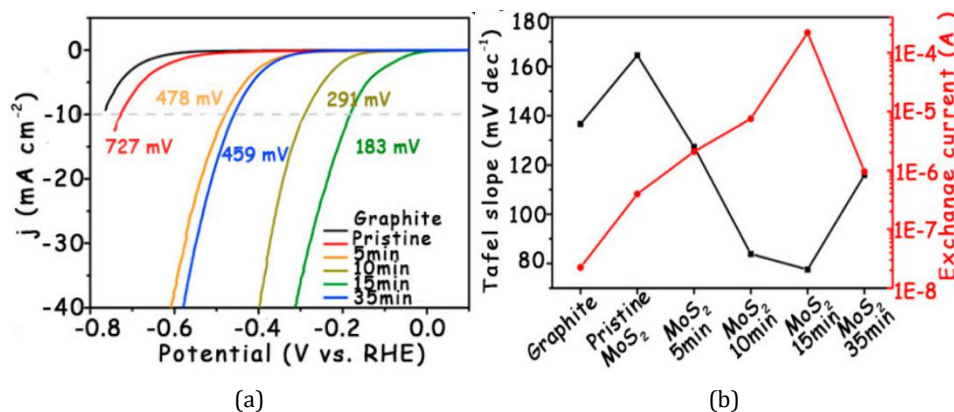 0
-10
-20
-30
-40
j (mA cm⁻²)
478 mV
291 mV
727 mV
459 mV
183 mV
Graphite
Pristine
5min
10min
15min
35min
-0.8
-0.6
-0.4
-0.2
0.0
Potential (V vs. RHE)
(a)
160
140
120
100
80
Tafel slope (mV dec⁻¹)
1E-4
1E-5
1E-6
1E-7
1E-8
Exchange current (A)
Graphite
Pristine
MoS₂
MoS₂
5min
MoS₂
10min
MoS₂
15min
MoS₂
35min
(b)